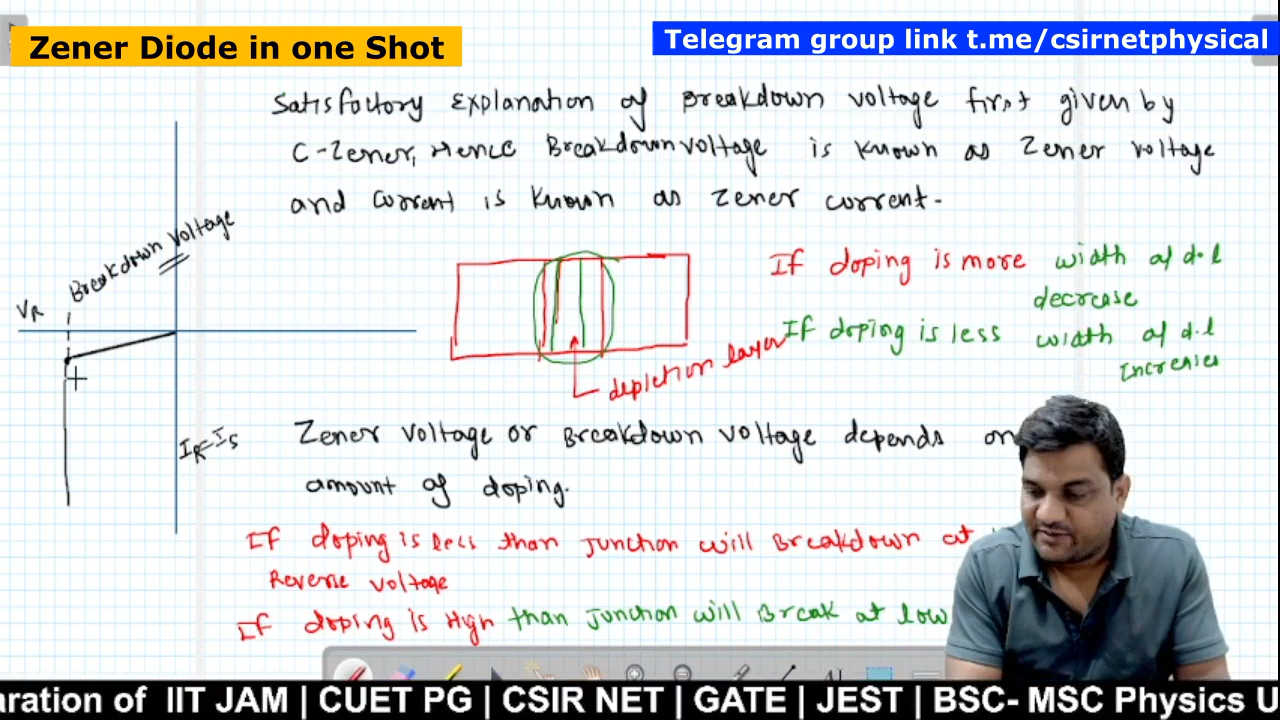 Zener Diode in one Shot
Telegram group link t.me/csirnetphysical
Satisfactory Explanation of Breakdown voltage first given by
C-Zener, Hence Breakdown voltage is known as Zener voltage
and current is known as Zener current.
Breakdown Voltage
VR
IR=IS
depletion layer
If doping is more width of d.l
decrease
If doping is less width of d.l
increases
Zener voltage or Breakdown voltage depends on
amount of doping.
If doping is less than Junction will Breakdown at
Reverse voltage
If doping is High than Junction will Break at low
aration of IIT JAM | CUET PG | CSIR NET | GATE | JEST | BSC- MSC Physics U